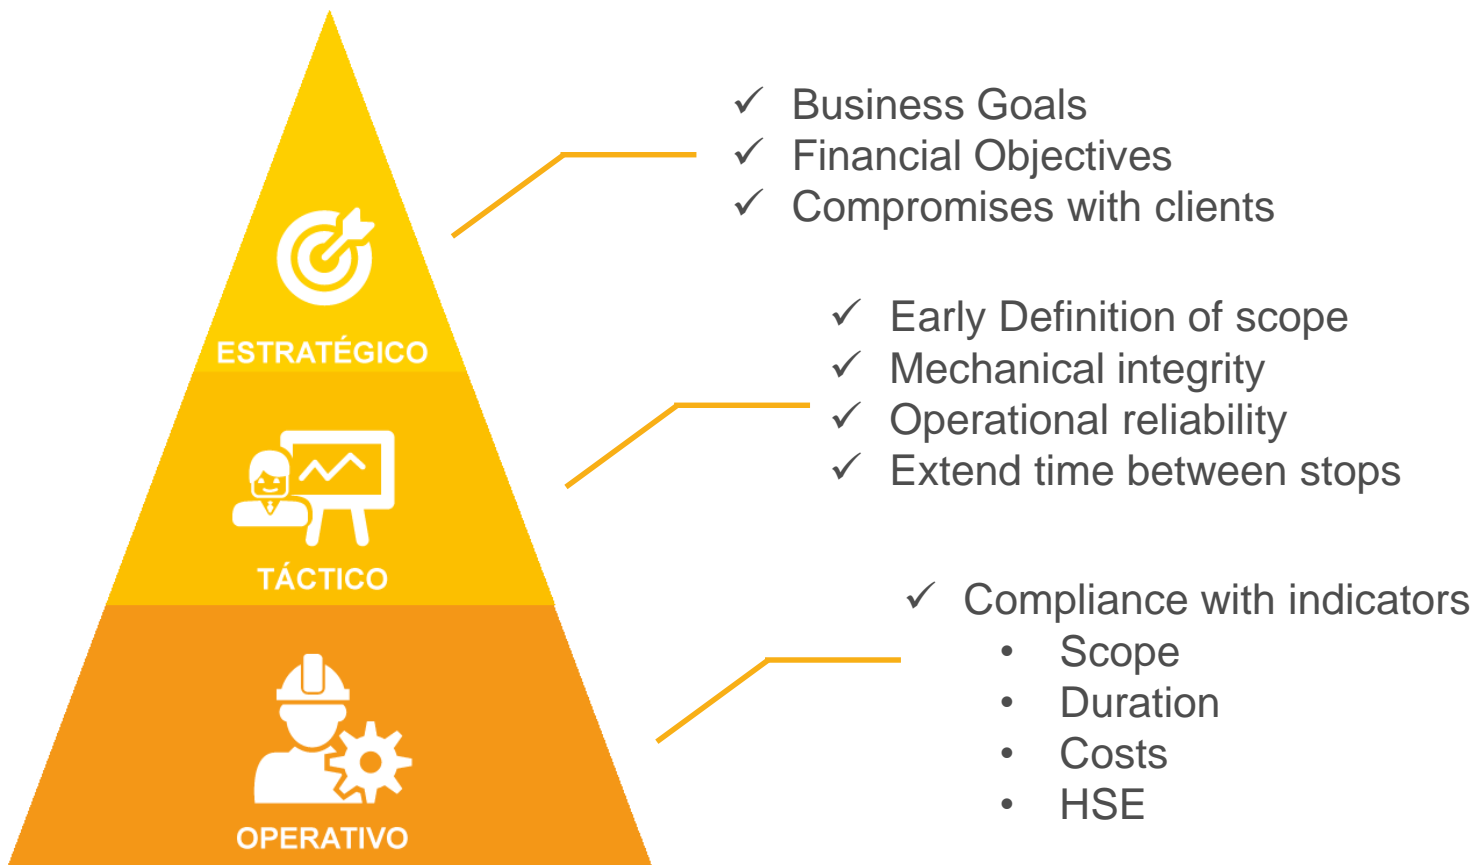 ✓ Business Goals
✓ Financial Objectives
✓ Compromises with clients
ESTRATÉGICO
✓ Early Definition of scope
✓ Mechanical integrity
✓ Operational reliability
✓ Extend time between stops
TÁCTICO
✓ Compliance with indicators
• Scope
• Duration
• Costs
• HSE
OPERATIVO